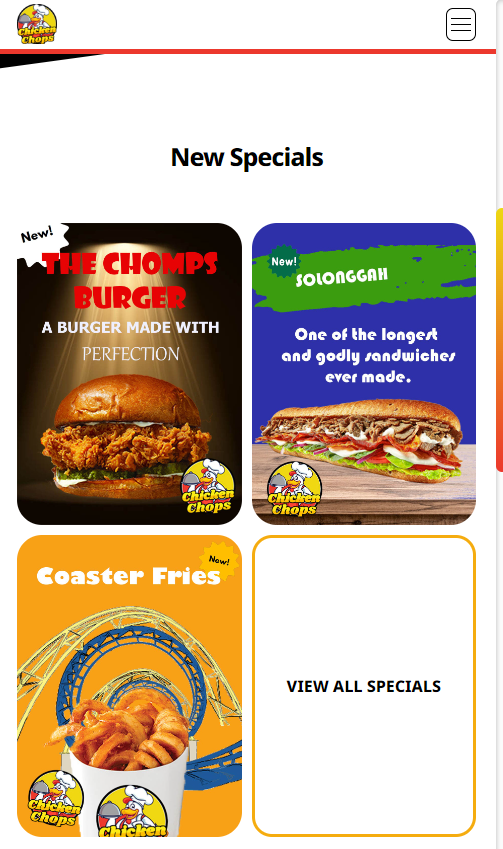 Chicken
Chops
New Specials
New!
THE CHOMPS
BURGER
A BURGER MADE WITH
PERFECTION
Chicken
Chops
New!
SOLONGGAH
One of the longest
and godly sandwiches
ever made.
Chicken
Chops
New!
Coaster Fries
Chicken
Chops
Chicken
VIEW ALL SPECIALS